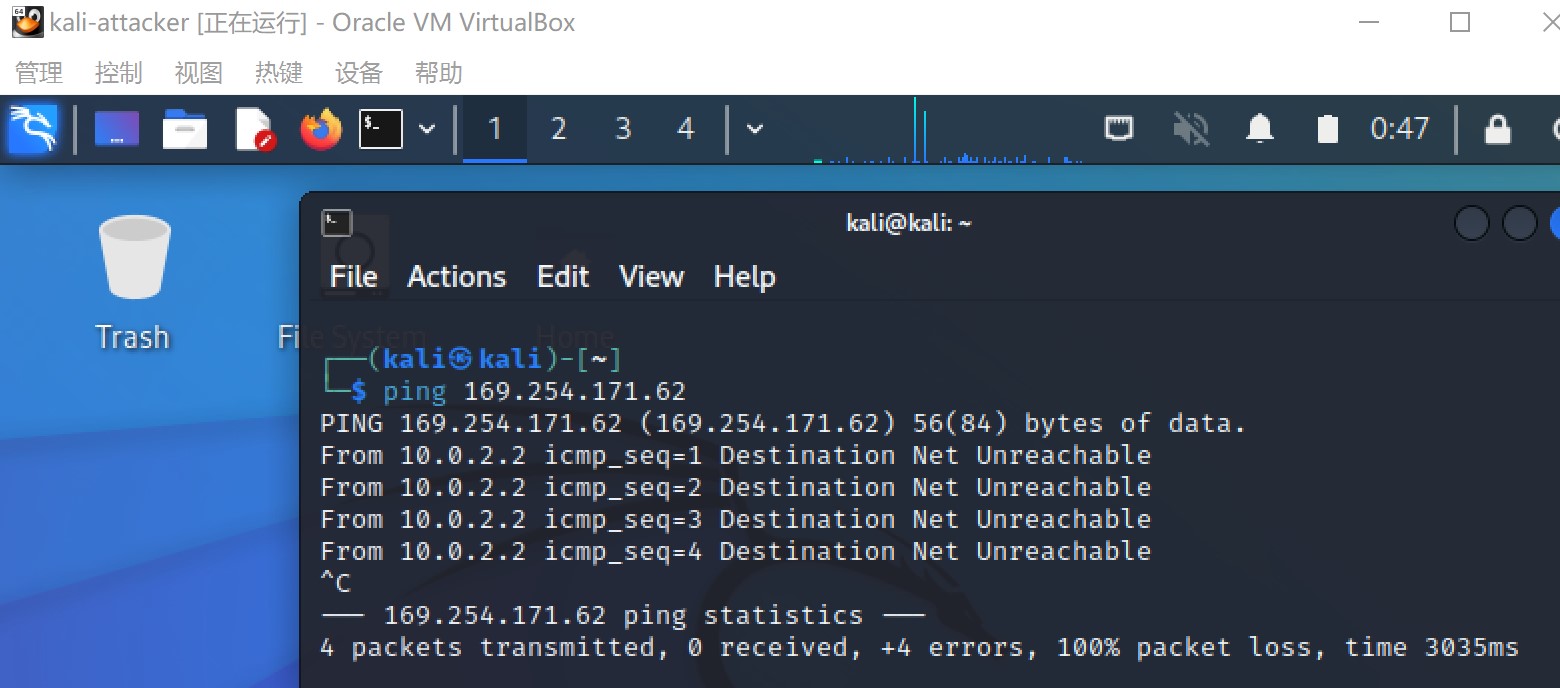 kali-attacker [正在运行] - Oracle VM VirtualBox
管理 控制 视图 热键 设备 帮助
$_ 1 2 3 4 0:47
kali@kali: ~
File Actions Edit View Help
Trash
File System
Home
┌──(kali㉿kali)-[~]
└─$ ping 169.254.171.62
PING 169.254.171.62 (169.254.171.62) 56(84) bytes of data.
From 10.0.2.2 icmp_seq=1 Destination Net Unreachable
From 10.0.2.2 icmp_seq=2 Destination Net Unreachable
From 10.0.2.2 icmp_seq=3 Destination Net Unreachable
From 10.0.2.2 icmp_seq=4 Destination Net Unreachable
^C
─── 169.254.171.62 ping statistics ───
4 packets transmitted, 0 received, +4 errors, 100% packet loss, time 3035ms